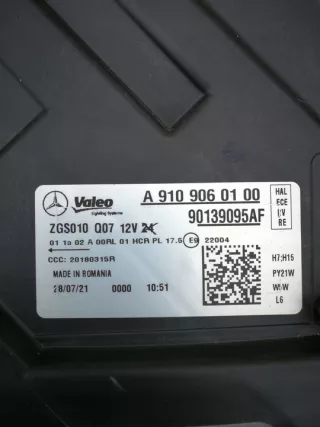 Valeo
Lighting Systems
A 910 906 01 00
90139095AF
HAL
ECE
I/V
RE
ZGS010 Q07 12V 24
01 1a 02 A 00RL 01 HCR PL 17.5 E9 22004
CCC: 20180315R
MADE IN ROMANIA
28/07/21 0000 10:51
H7;H15
PY21W
W/W
L6